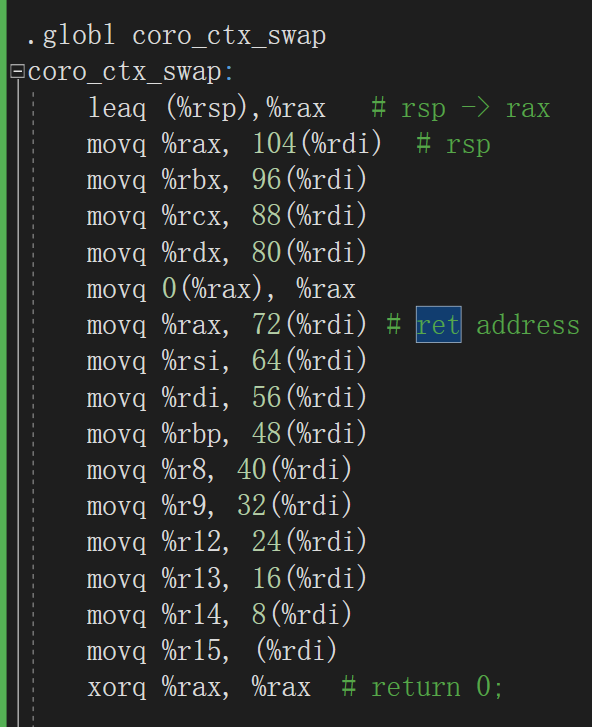 .globl coro_ctx_swap
coro_ctx_swap:
leaq (%rsp),%rax # rsp -> rax
movq %rax, 104(%rdi) # rsp
movq %rbx, 96(%rdi)
movq %rcx, 88(%rdi)
movq %rdx, 80(%rdi)
movq 0(%rax), %rax
movq %rax, 72(%rdi) # ret address
movq %rsi, 64(%rdi)
movq %rdi, 56(%rdi)
movq %rbp, 48(%rdi)
movq %r8, 40(%rdi)
movq %r9, 32(%rdi)
movq %r12, 24(%rdi)
movq %r13, 16(%rdi)
movq %r14, 8(%rdi)
movq %r15, (%rdi)
xorq %rax, %rax # return 0;